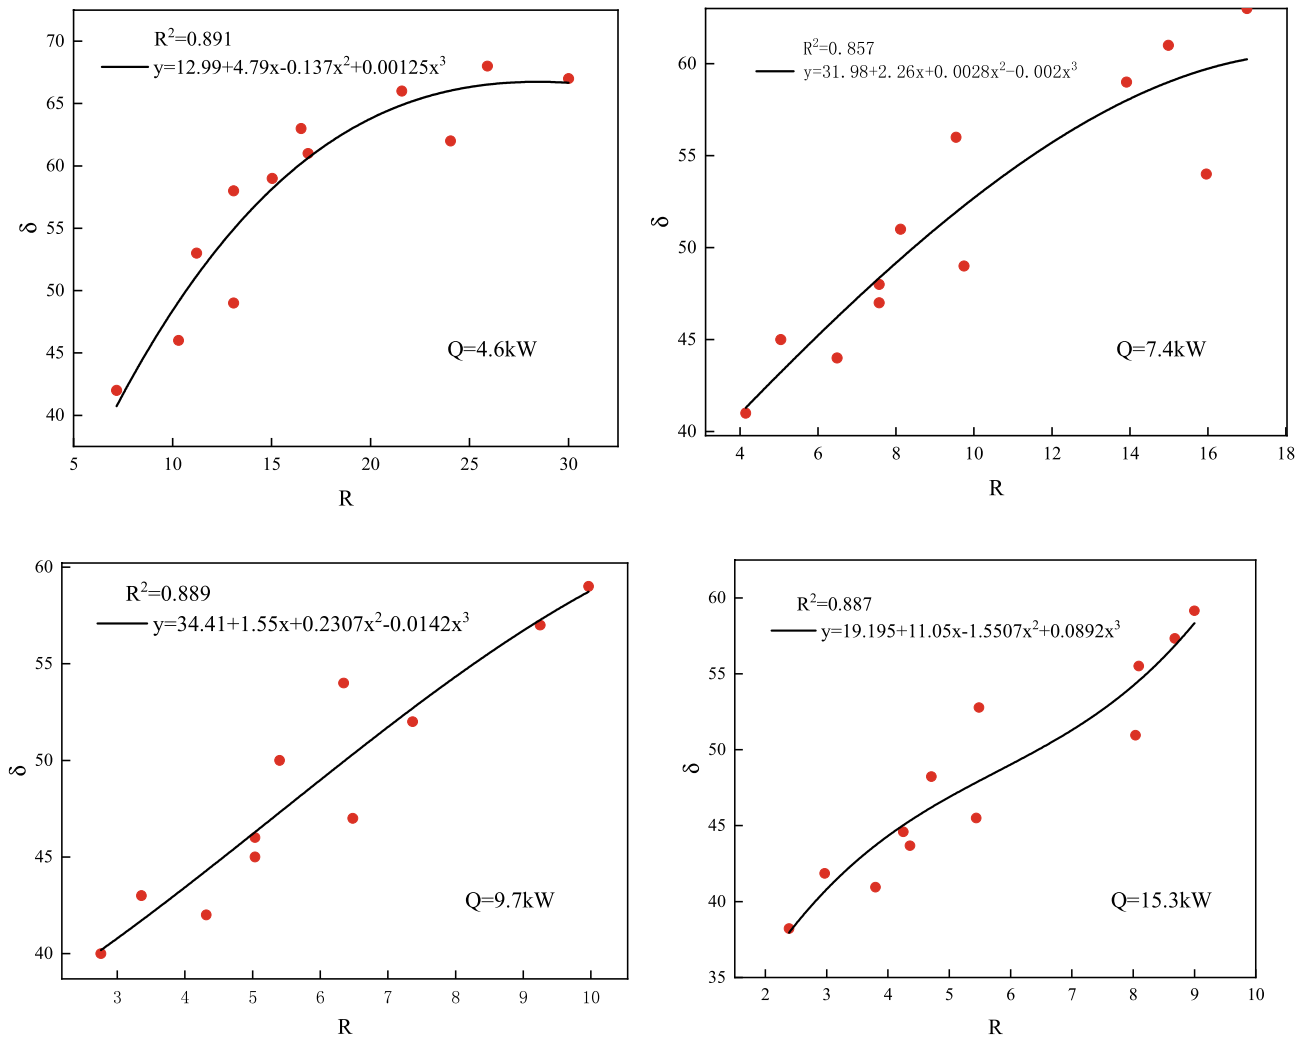 R²=0.891
y=12.99+4.79x-0.137x²+0.00125x³
70
65
60
55
50
45
40
δ
Q=4.6kW
5 10 15 20 25 30
R
R²=0.857
y=31.98+2.26x+0.0028x²-0.002x³
60
55
50
45
40
δ
Q=7.4kW
4 6 8 10 12 14 16 18
R
R²=0.889
y=34.41+1.55x+0.2307x²-0.0142x³
60
55
50
45
40
δ
Q=9.7kW
3 4 5 6 7 8 9 10
R
R²=0.887
y=19.195+11.05x-1.5507x²+0.0892x³
60
55
50
45
40
35
δ
Q=15.3kW
2 3 4 5 6 7 8 9 10
R